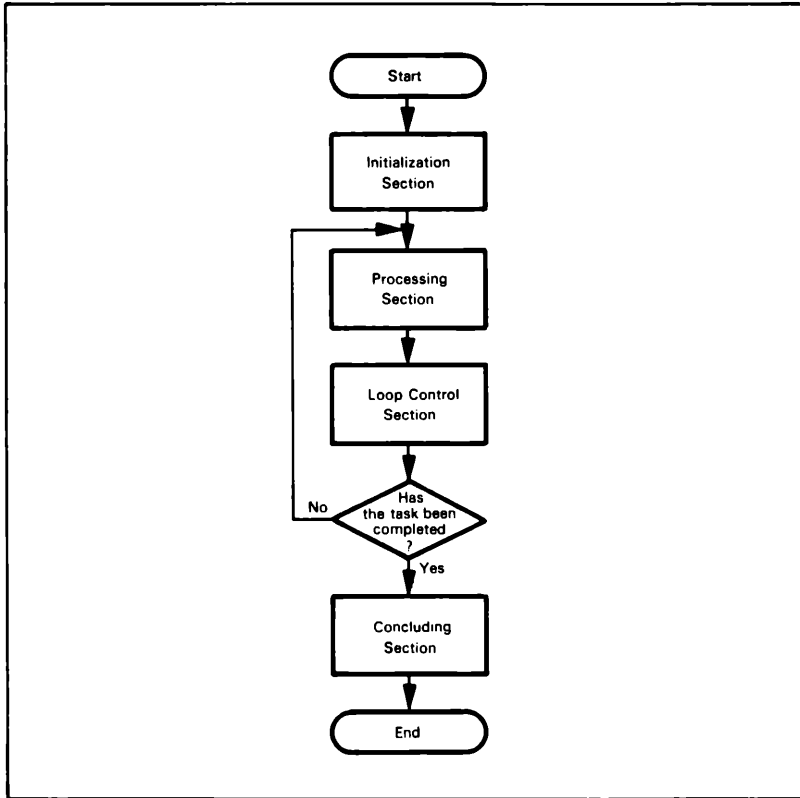 Start
Initialization
Section
Processing
Section
Loop Control
Section
Has
the task been
completed
?
No
Yes
Concluding
Section
End